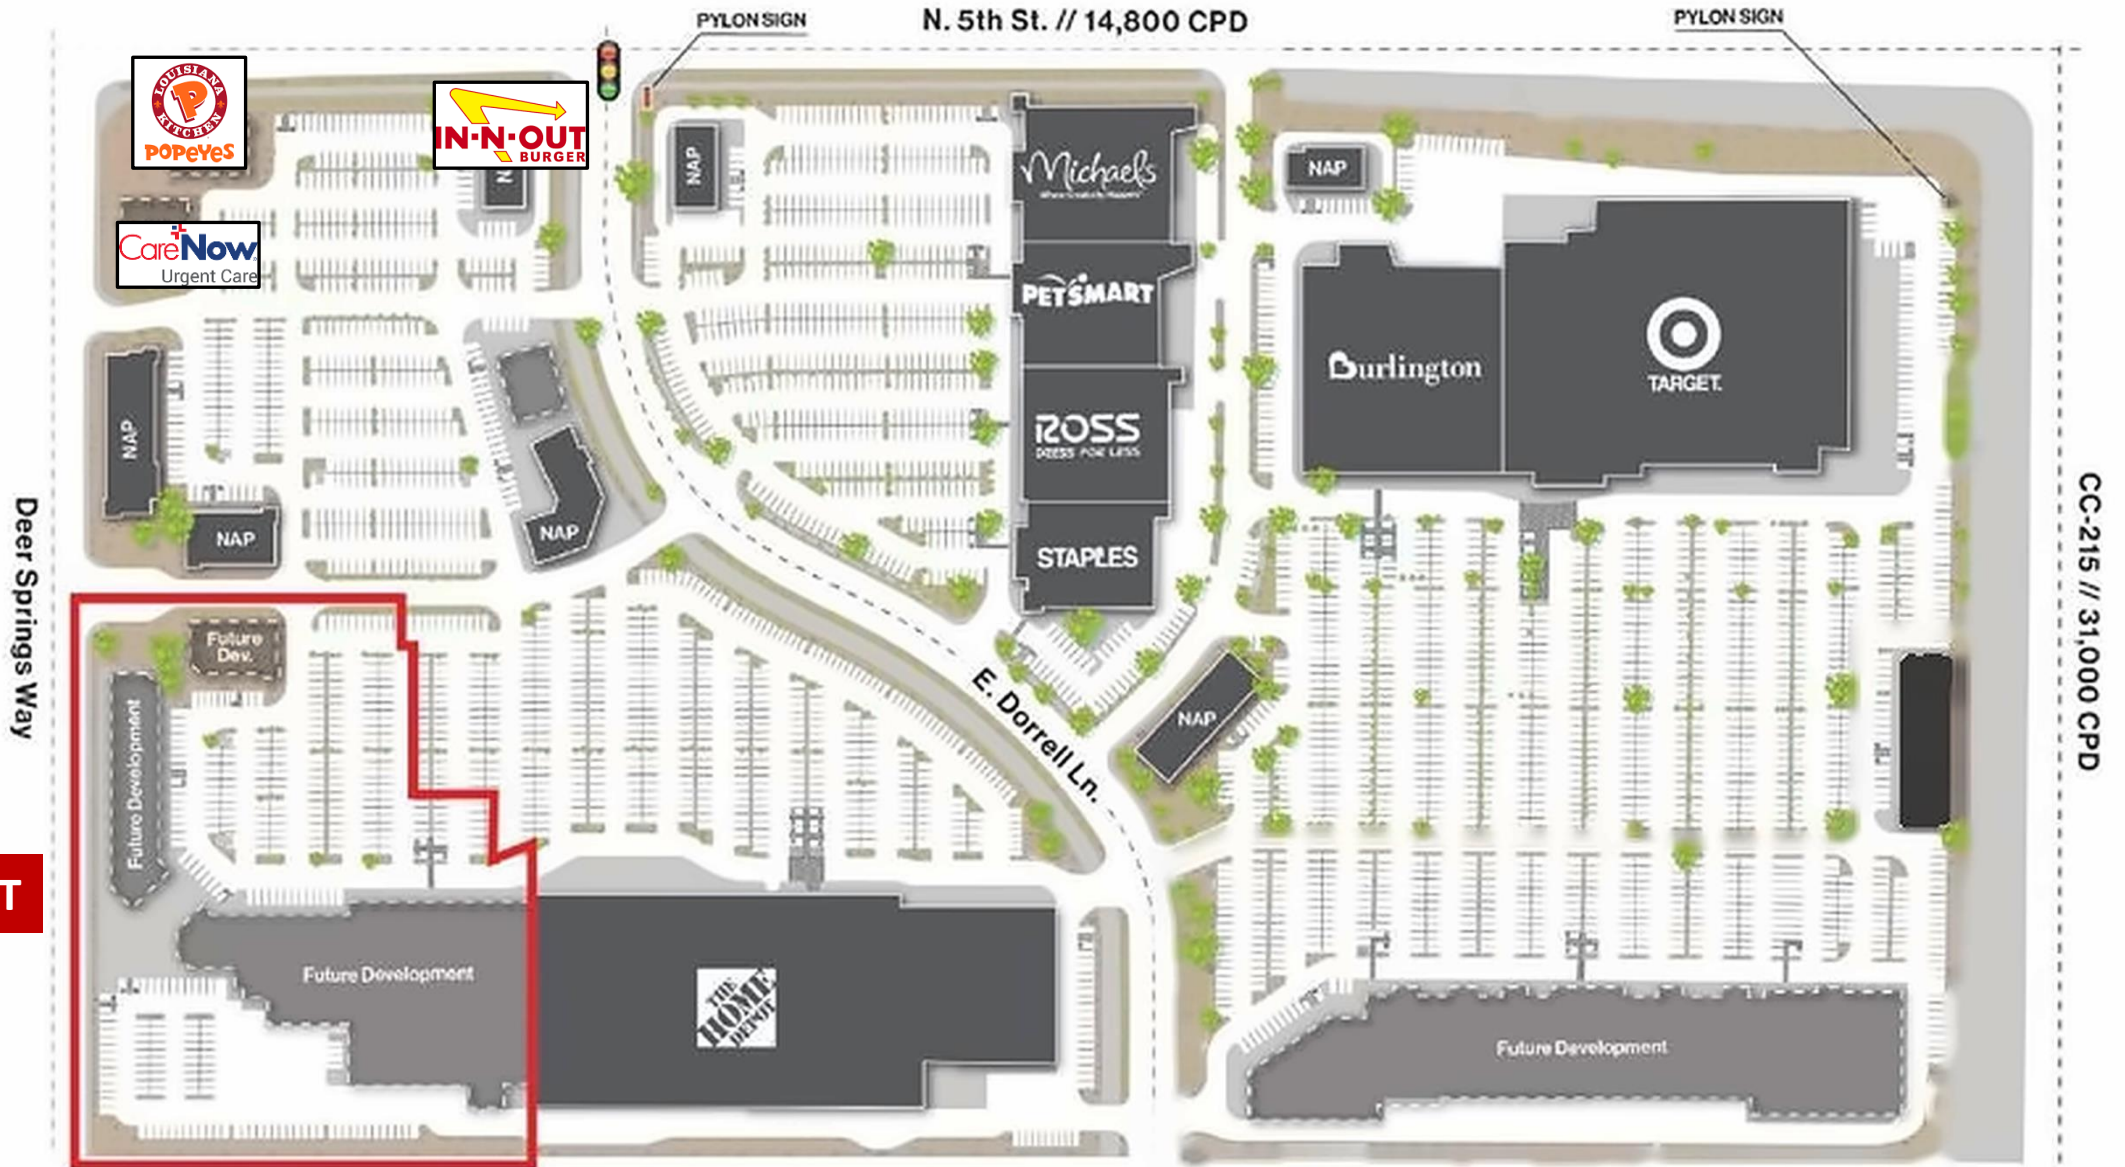 PYLON SIGN
N. 5th St. // 14,800 CPD
PYLON SIGN
LOUISIANA
KITCHEN
POPEYES
IN-N-OUT
BURGER
NAP
Michaels
NAP
CareNow
Urgent Care
PETSMART
Burlington
TARGET
NAP
ROSS
DRESS FOR LESS
NAP
NAP
STAPLES
Deer Springs Way
CC-215 // 31,000 CPD
Future
Dev.
E. Dorrell Ln.
NAP
Future Development
T
Future Development
THE
HOME
DEPOT
Future Development